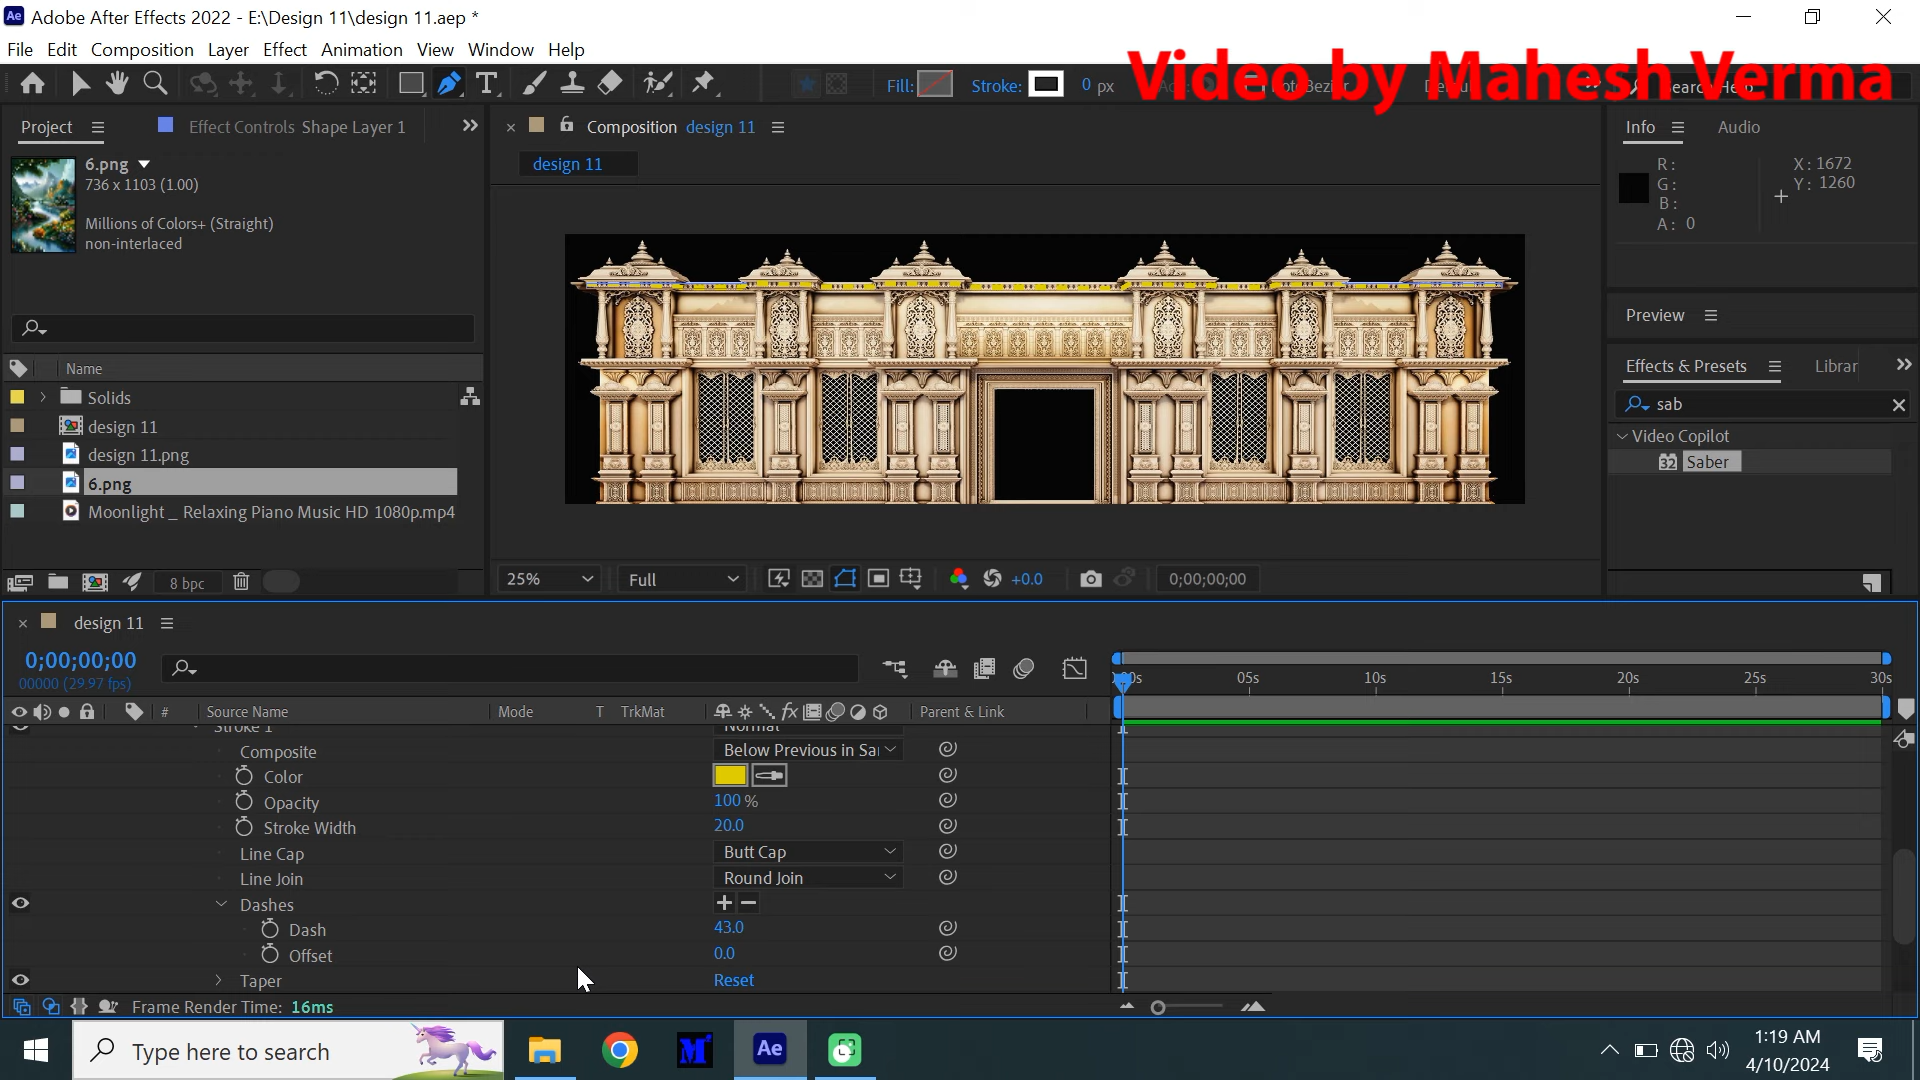 Adobe After Effects 2022 - E:\Design 11\design 11.aep *
File Edit Composition Layer Effect Animation View Window Help
Fill: Stroke: 0 px
Video by Mahesh Verma
Project
Effect Controls Shape Layer 1
Composition design 11
Info
Audio
6.png
736 x 1103 (1.00)
Millions of Colors+ (Straight)
non-interlaced
design 11
R:
G:
B:
A: 0
X: 1672
Y: 1260
Preview
Effects & Presets
Librar
sab
Video Copilot
32 Saber
Name
Solids
design 11
design 11.png
6.png
Moonlight _ Relaxing Piano Music HD 1080p.mp4
8 bpc
25%
Full
+0.0
0;00;00;00
design 11
0;00;00;00
00000 (29.97 fps)
05s 10s 15s 20s 25s 30s
# Source Name Mode T TrkMat fx Parent & Link
Stroke 1 Normal
Composite Below Previous in Sa
Color
Opacity 100 %
Stroke Width 20.0
Line Cap Butt Cap
Line Join Round Join
Dashes + −
Dash 43.0
Offset 0.0
Taper Reset
Frame Render Time: 16ms
Type here to search
Ae
1:19 AM
4/10/2024